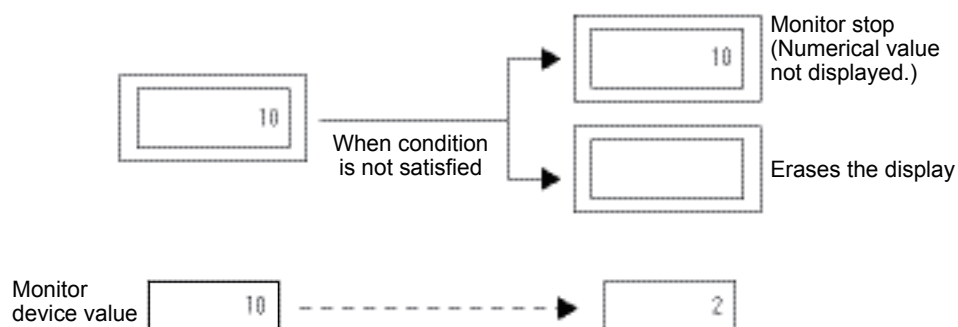 Monitor stop
(Numerical value
not displayed.)
10
10
When condition
is not satisfied
Erases the display
Monitor
device value
10
2